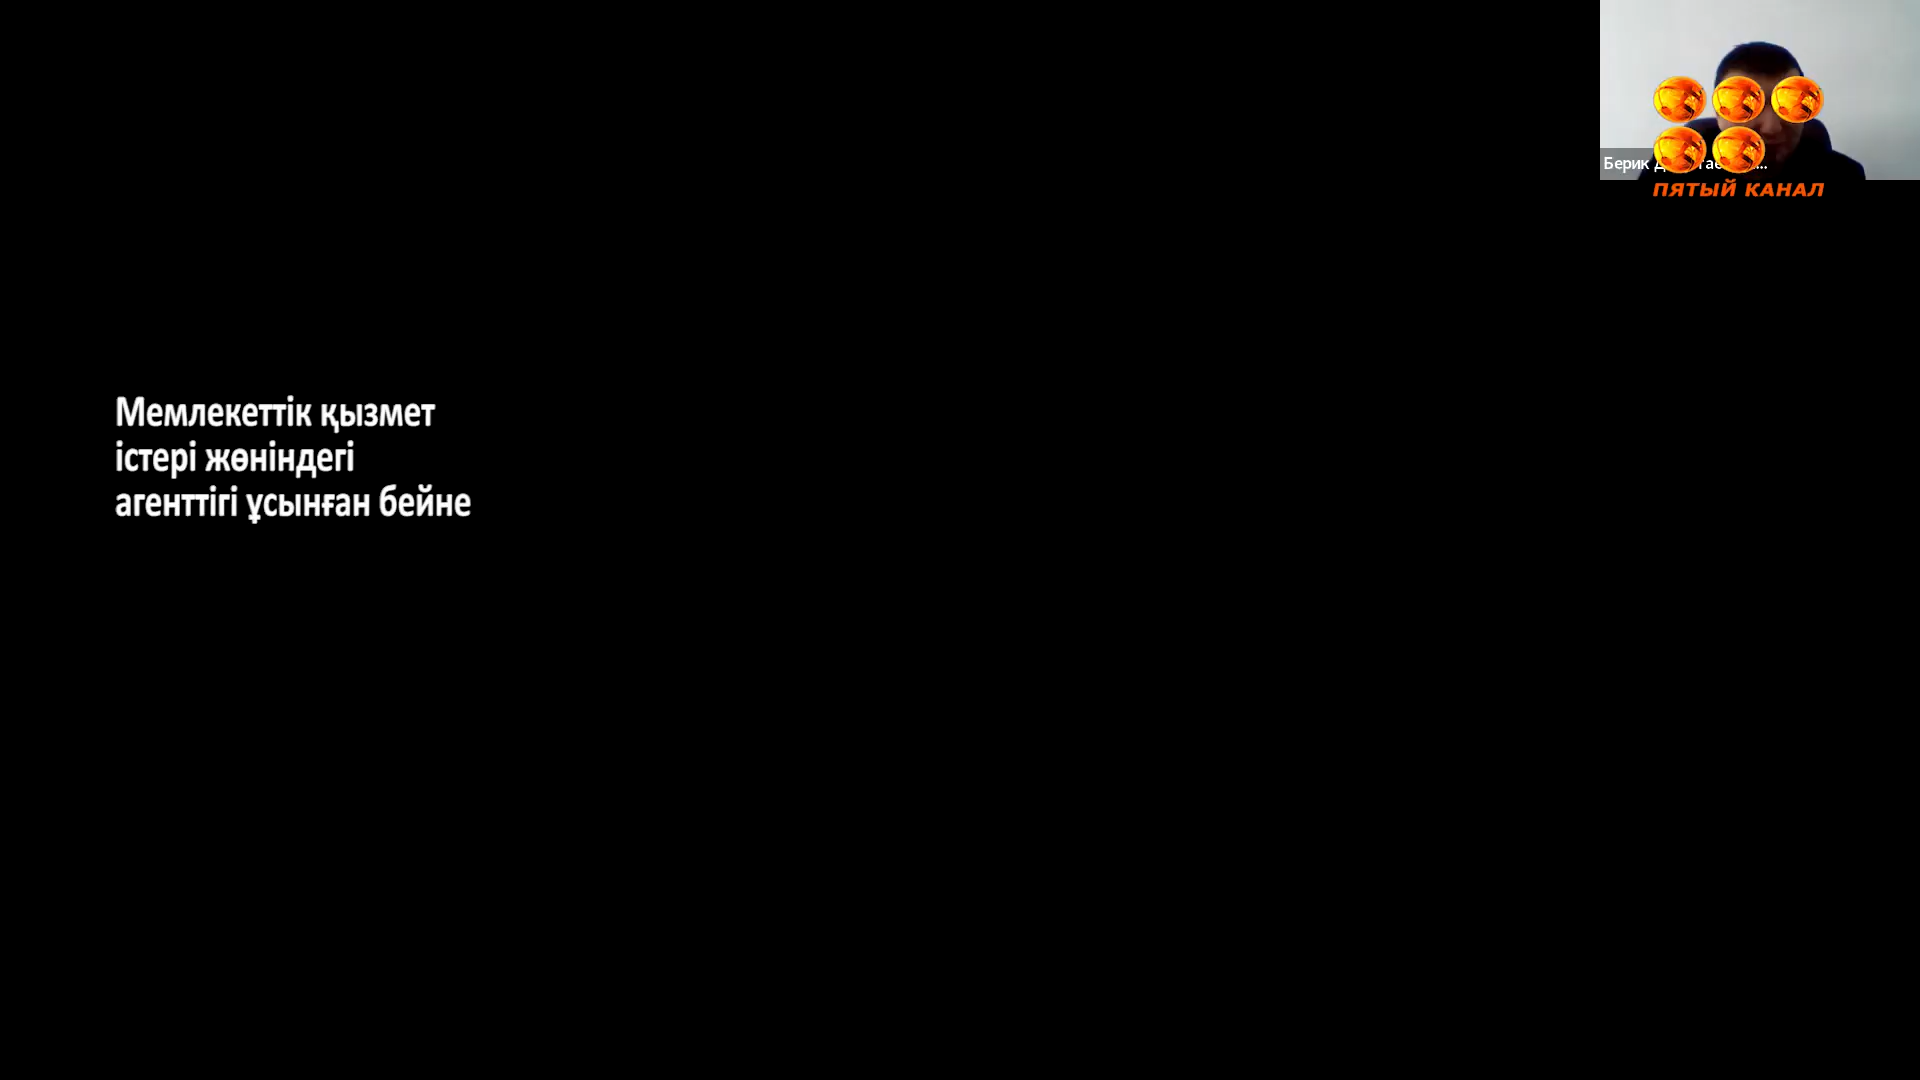 Берик
ПЯТЫЙ КАНАЛ
Мемлекеттік қызмет
істері жөніндегі
агенттігі ұсынған бейне